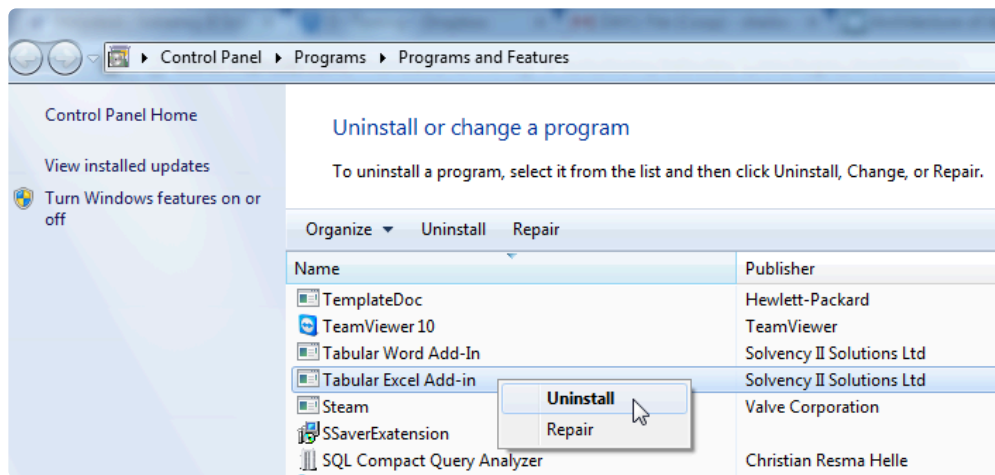 Control Panel Programs Programs and Features
Control Panel Home
View installed updates
Turn Windows features on or
off
Uninstall or change a program
To uninstall a program, select it from the list and then click Uninstall, Change, or Repair.
Organize Uninstall Repair
Name Publisher
TemplateDoc Hewlett-Packard
TeamViewer 10 TeamViewer
Tabular Word Add-In Solvency II Solutions Ltd
Tabular Excel Add-in Solvency II Solutions Ltd
Uninstall
Steam Valve Corporation
Repair
SSaverExatension
SQL Compact Query Analyzer Christian Resma Helle